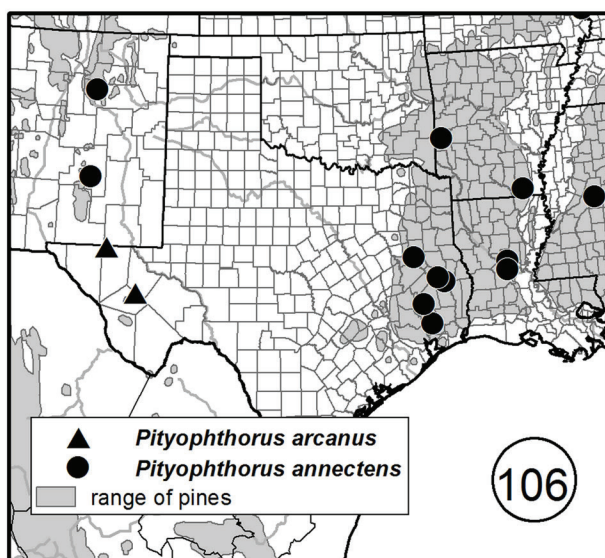 Pityophthorus arcanus
Pityophthorus annectens
range of pines
106